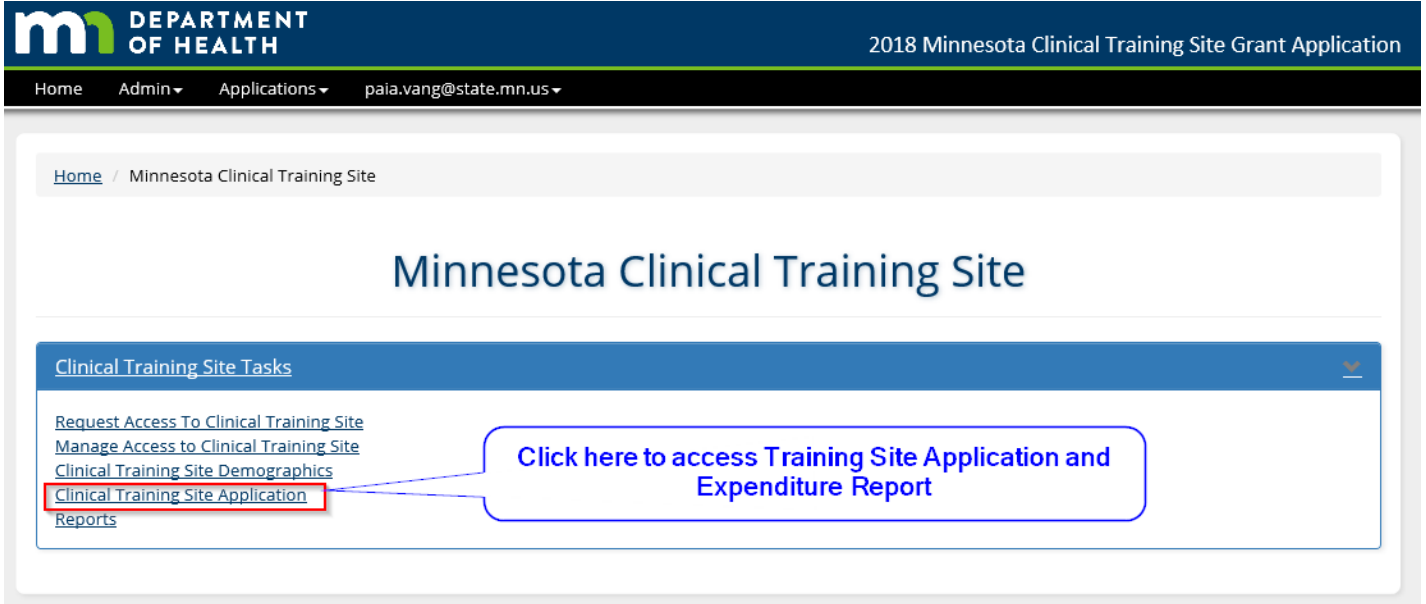 mn DEPARTMENT
OF HEALTH
2018 Minnesota Clinical Training Site Grant Application
Home Admin Applications paia.vang@state.mn.us
Home / Minnesota Clinical Training Site
Minnesota Clinical Training Site
Clinical Training Site Tasks
Request Access To Clinical Training Site
Manage Access to Clinical Training Site
Clinical Training Site Demographics
Clinical Training Site Application
Reports
Click here to access Training Site Application and
Expenditure Report